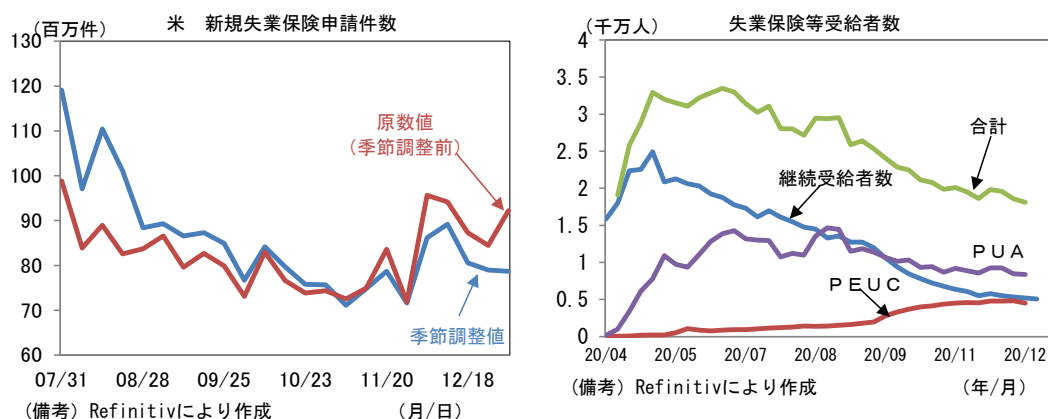 (百万件)
米 新規失業保険申請件数
130
120
110
100
90
80
70
60
原数値
(季節調整前)
季節調整値
07/31 08/28 09/25 10/23 11/20 12/18
(備考) Refinitivにより作成 (月/日)
(千万人)
失業保険等受給者数
4
3.5
3
2.5
2
1.5
1
0.5
0
合計
継続受給者数
PUA
PEUC
20/04 20/05 20/07 20/08 20/09 20/11 20/12
(備考) Refinitivにより作成 (年/月)